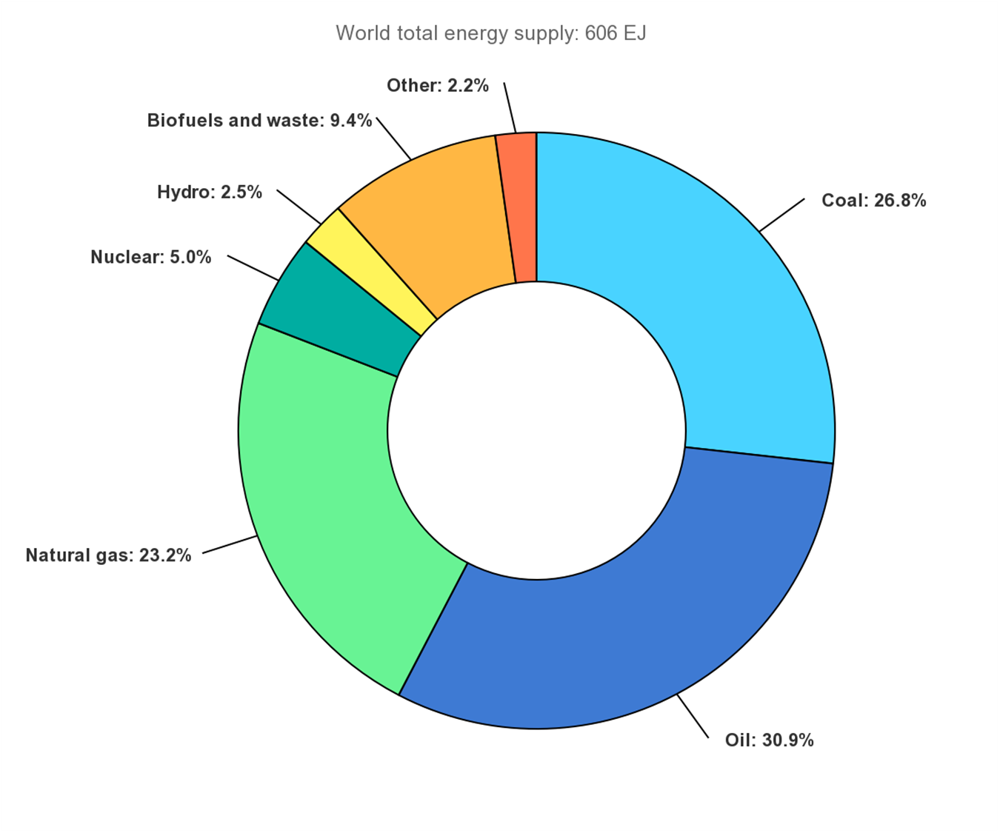 World total energy supply: 606 EJ
Other: 2.2%
Biofuels and waste: 9.4%
Hydro: 2.5%
Coal: 26.8%
Nuclear: 5.0%
Natural gas: 23.2%
Oil: 30.9%